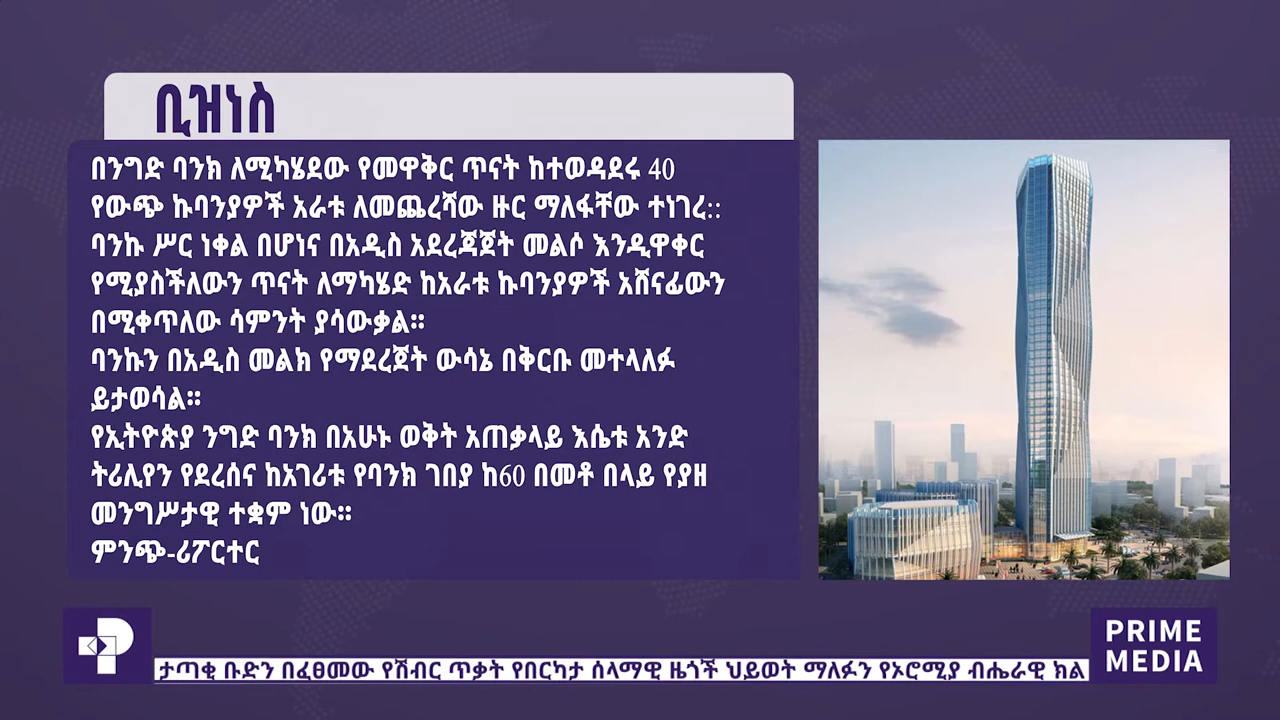 ቢዝነስ
በንግድ ባንክ ለሚካሄደው የመዋቅር ጥናት ከተወዳደሩ 40
የውጭ ኩባንያዎች አራቱ ለመጨረሻው ዙር ማለፋቸው ተነገረ::
ባንኩ ሥር ነቀል በሆነና በአዲስ አደረጃጀት መልሶ እንዲዋቀር
የሚያስችለውን ጥናት ለማካሄድ ከአራቱ ኩባንያዎች አሸናፊውን
በሚቀጥለው ሳምንት ያሳውቃል።
ባንኩን በአዲስ መልክ የማደረጀት ውሳኔ በቅርቡ መተላለፉ
ይታወሳል።
የኢትዮጵያ ንግድ ባንክ በአሁኑ ወቅት አጠቃላይ እሴቱ አንድ
ትሪሊየን የደረሰና ከአገሪቱ የባንክ ገበያ ከ60 በመቶ በላይ የያዘ
መንግሥታዊ ተቋም ነው።
ምንጭ-ሪፖርተር
ታጣቂ ቡድን በፈፀመው የሽብር ጥቃት የበርካታ ሰላማዊ ዜጎች ህይወት ማለፉን የኦሮሚያ ብሔራዊ ክል
PRIME
MEDIA